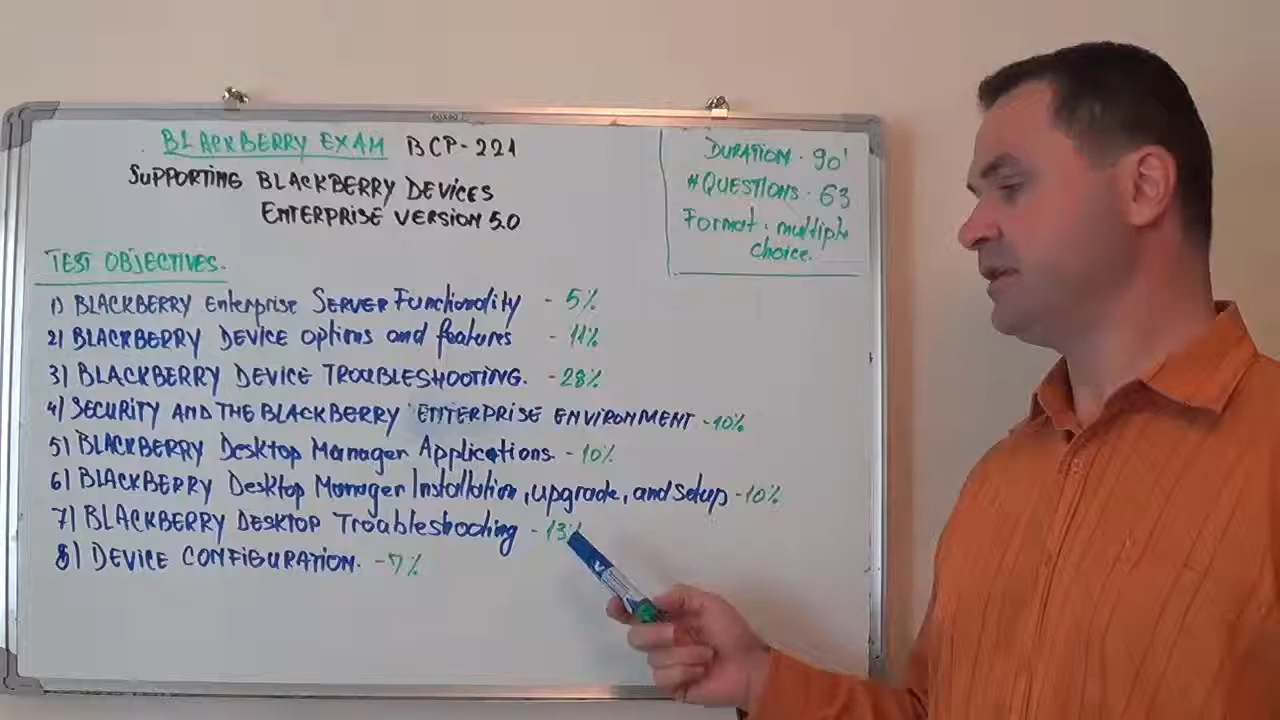 BLACKBERRY EXAM BCP-221
SUPPORTING BLACKBERRY DEVICES
ENTERPRISE VERSION 5.0
DURATION. 90'
#QUESTIONS. 63
Format. multiple
choice.
TEST OBJECTIVES.
1) BLACKBERRY Enterprise SERVER Functionality - 5%
2) BLACKBERRY DEVICE options and features - 11%
3) BLACKBERRY DEVICE TROUBLESHOOTING. - 28%
4) SECURITY AND THE BLACKBERRY ENTERPRISE ENVIRONMENT - 10%
5) BLACKBERRY Desktop Manager Applications. - 10%
6) BLACKBERRY Desktop Manager Installation, upgrade, and setup - 10%
7) BLACKBERRY DESKTOP Troubleshooting - 13%
8) DEVICE CONFIGURATION. - 7%